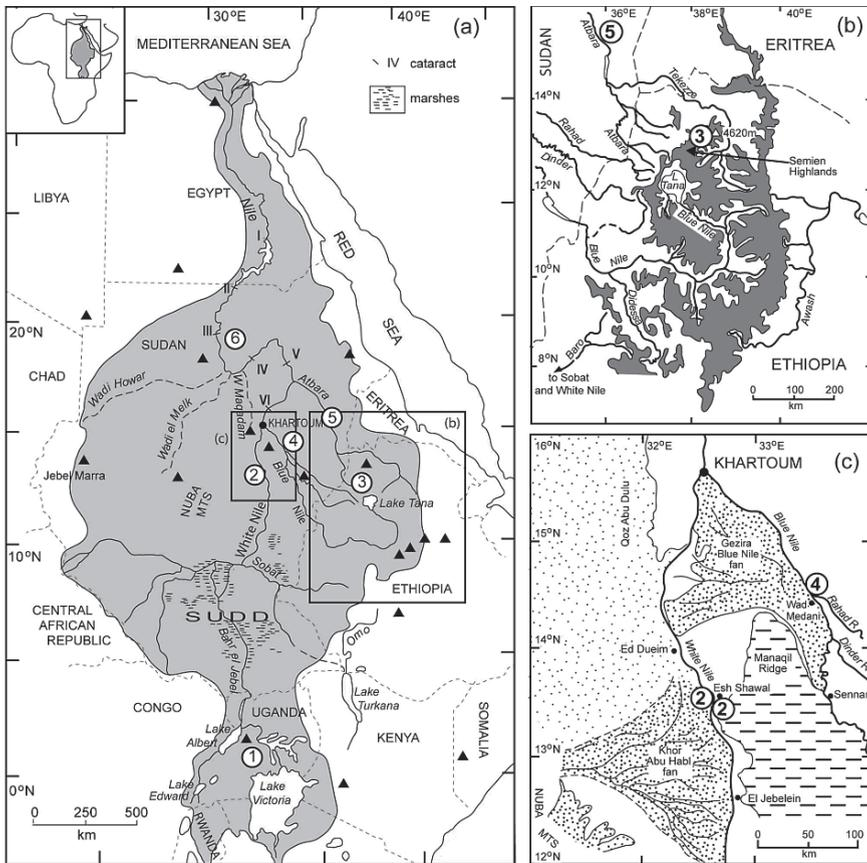 30°E
40°E
(a)
MEDITERRANEAN SEA
IV cataract
marshes
LIBYA
EGYPT
Nile
I
RED
SEA
II
20°N
III
6
SUDAN
V
IV
CHAD
Wadi Howar
Wadi el Melk
W Maqadam
VI
Atbara
ERITREA
KHARTOUM
5
(b)
(c)
4
Jebel Marra
2
Blue
Nile
3
Lake Tana
NUBA
MTS
White Nile
10°N
Sobat
ETHIOPIA
SUDD
CENTRAL
AFRICAN
REPUBLIC
Bahr el Jebel
Omo
CONGO
UGANDA
Lake
Turkana
Lake
Albert
1
KENYA
SOMALIA
0°N
Lake
Edward
Lake
Victoria
RWANDA
0 250 500
km
36°E
38°E
40°E
(b)
Atbara
5
SUDAN
ERITREA
Tekezze
14°N
3
4620m
Rahad
Atbara
Dinder
Semien
Highlands
12°N
L
Tana
Blue Nile
Blue
Nile
10°N
Didessa
Awash
8°N
Baro
ETHIOPIA
to Sobat
and White Nile
0 100 200
km
16°N
32°E
33°E
(c)
KHARTOUM
Qoz Abu Dulu
Blue Nile
Gezira
Blue Nile
fan
15°N
4
Wad
Medani
Rahad R.
Dinder R.
14°N
Ed Dueim
White Nile
Manaqil
Ridge
Esh Shawal
Sennar
2
2
13°N
Khor
Abu Habl
fan
El Jebelein
NUBA
MTS
12°N
0 50 100
km